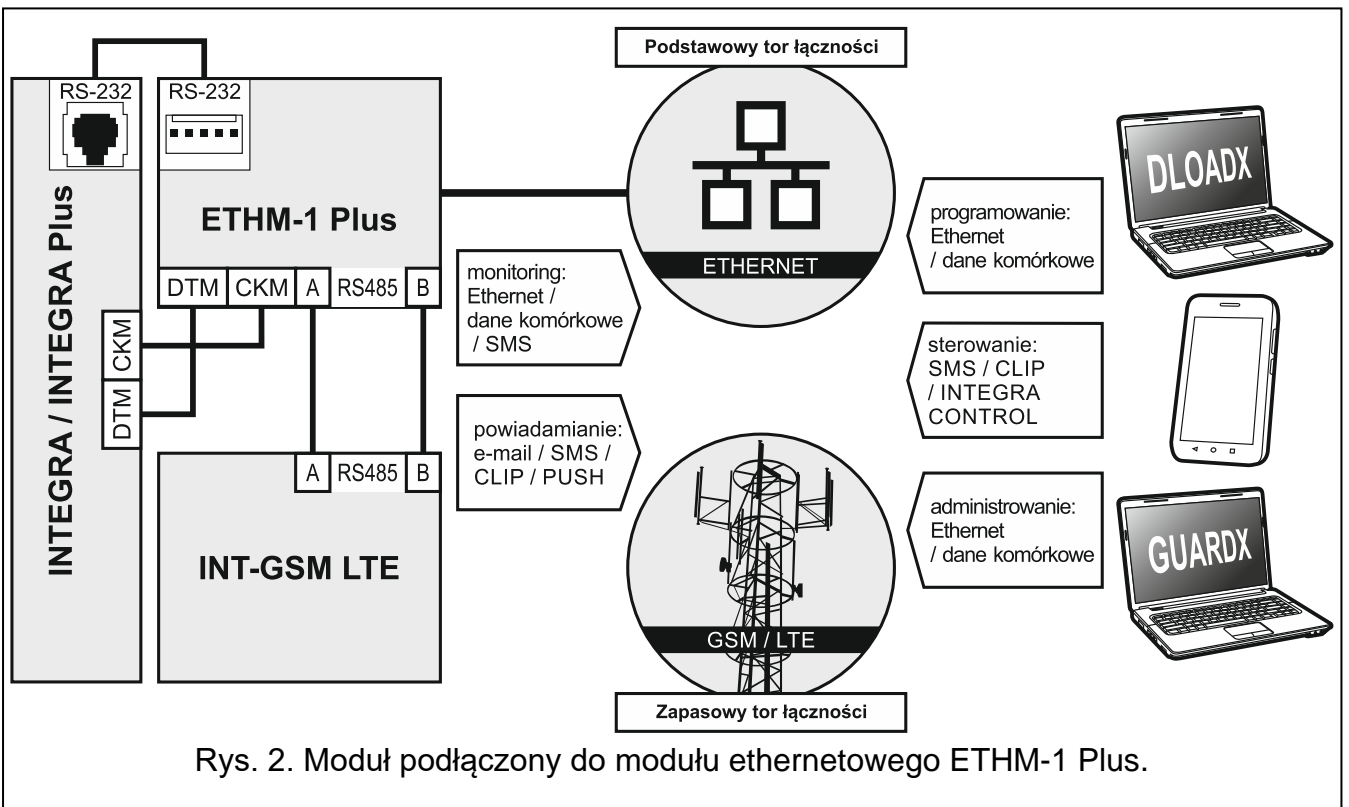 Podstawowy tor łączności
RS-232
RS-232
INTEGRA / INTEGRA Plus
ETHM-1 Plus
DTM
CKM
A
RS485
B
CKM
DTM
A
RS485
B
INT-GSM LTE
ETHERNET
monitoring:
Ethernet /
dane komórkowe
/ SMS
powiadamianie:
e-mail / SMS /
CLIP / PUSH
GSM / LTE
Zapasowy tor łączności
programowanie:
Ethernet
/ dane komórkowe
sterowanie:
SMS / CLIP
/ INTEGRA
CONTROL
administrowanie:
Ethernet
/ dane komórkowe
DLOADX
GUARDX
Rys. 2. Moduł podłączony do modułu ethernetowego ETHM-1 Plus.